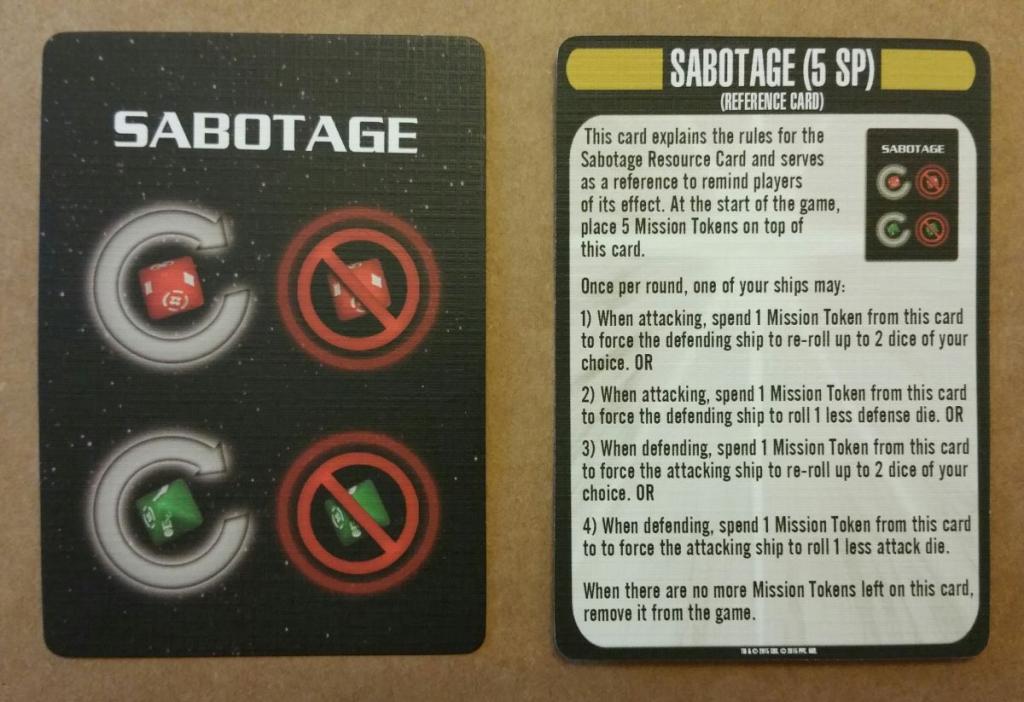 SABOTAGE
SABOTAGE (5 SP)
(REFERENCE CARD)
This card explains the rules for the
Sabotage Resource Card and serves
as a reference to remind players
of its effect. At the start of the game,
place 5 Mission Tokens on top of
this card.
SABOTAGE
Once per round, one of your ships may:
1) When attacking, spend 1 Mission Token from this card
to force the defending ship to re-roll up to 2 dice of your
choice. OR
2) When attacking, spend 1 Mission Token from this card
to force the defending ship to roll 1 less defense die. OR
3) When defending, spend 1 Mission Token from this card
to force the attacking ship to re-roll up to 2 dice of your
choice. OR
4) When defending, spend 1 Mission Token from this card
to to force the attacking ship to roll 1 less attack die.
When there are no more Mission Tokens left on this card,
remove it from the game.